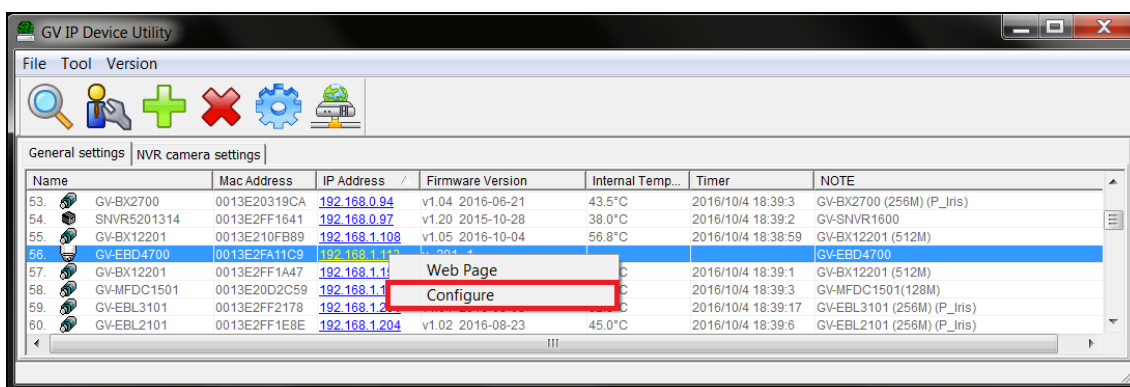 GV IP Device Utility
File Tool Version
General settings NVR camera settings
Name Mac Address IP Address Firmware Version Internal Temp... Timer NOTE
53. GV-BX2700 0013E20319CA 192.168.0.94 v1.04 2016-06-21 43.5°C 2016/10/4 18:39:3 GV-BX2700 (256M) (P_Iris)
54. SNVR5201314 0013E2FF1641 192.168.0.97 v1.20 2015-10-28 38.0°C 2016/10/4 18:39:2 GV-SNVR1600
55. GV-BX12201 0013E210FB89 192.168.1.108 v1.05 2016-10-04 56.8°C 2016/10/4 18:38:59 GV-BX12201 (512M)
56. GV-EBD4700 0013E2FA11C9 GV-EBD4700
57. GV-BX12201 0013E2FF1A47 Web Page 2016/10/4 18:39:1 GV-BX12201 (512M)
58. GV-MFDC1501 0013E20D2C59 Configure 2016/10/4 18:39:3 GV-MFDC1501(128M)
59. GV-EBL3101 0013E2FF2178 2016/10/4 18:39:17 GV-EBL3101 (256M) (P_Iris)
60. GV-EBL2101 0013E2FF1E8E 192.168.1.204 v1.02 2016-08-23 45.0°C 2016/10/4 18:39:6 GV-EBL2101 (256M) (P_Iris)